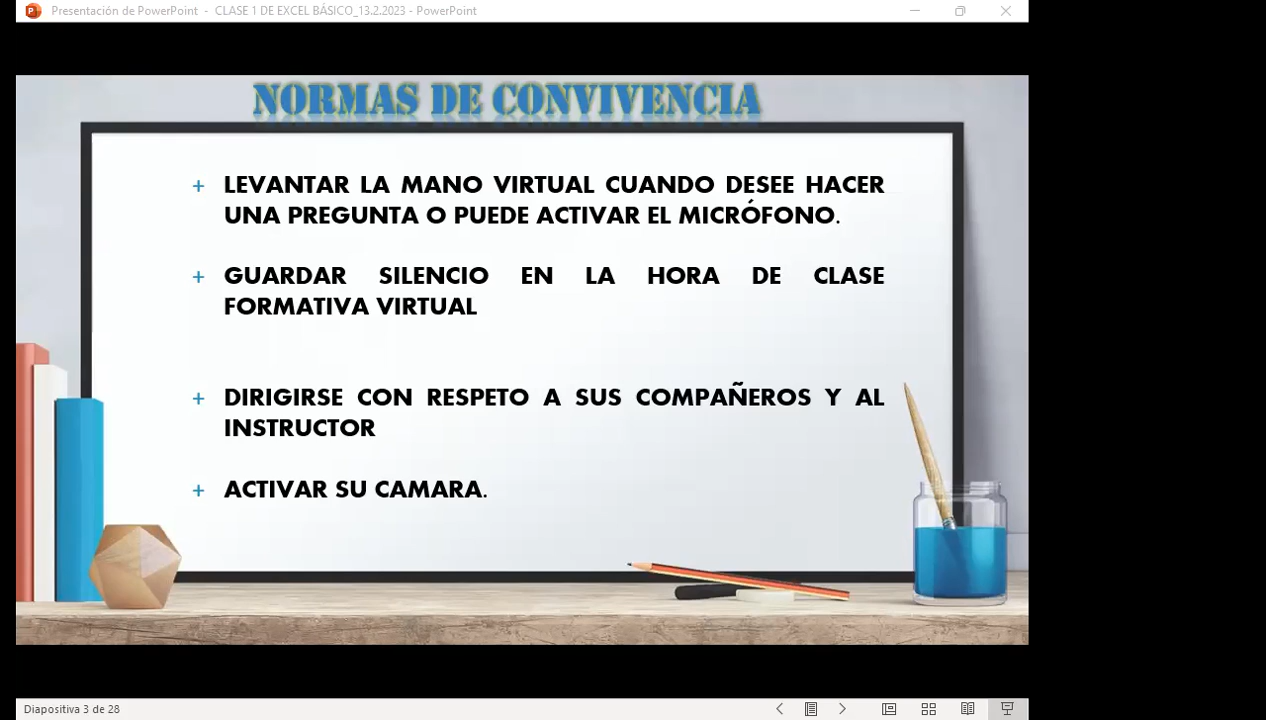 Presentación de PowerPoint - CLASE 1 DE EXCEL BÁSICO_13.2.2023 - PowerPoint
NORMAS DE CONVIVENCIA
+ LEVANTAR LA MANO VIRTUAL CUANDO DESEE HACER
UNA PREGUNTA O PUEDE ACTIVAR EL MICRÓFONO.
+ GUARDAR SILENCIO EN LA HORA DE CLASE
FORMATIVA VIRTUAL
+ DIRIGIRSE CON RESPETO A SUS COMPAÑEROS Y AL
INSTRUCTOR
+ ACTIVAR SU CAMARA.
Diapositiva 3 de 28